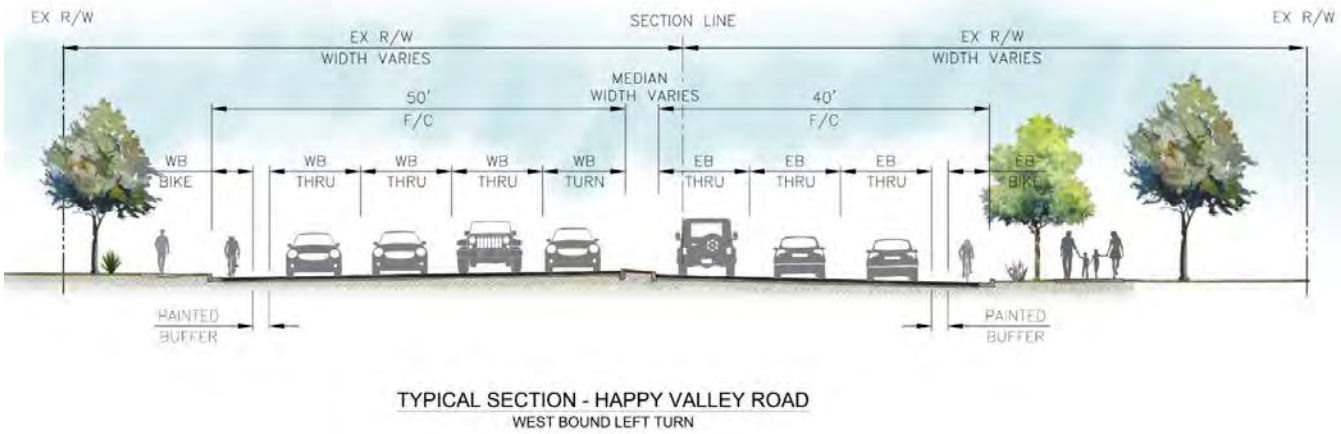 EX R/W
SECTION LINE
EX R/W
EX R/W
WIDTH VARIES
EX R/W
WIDTH VARIES
MEDIAN
WIDTH VARIES
50'
F/C
40'
F/C
WB
BIKE
WB
THRU
WB
THRU
WB
THRU
WB
TURN
EB
THRU
EB
THRU
EB
THRU
EB
BIKE
PAINTED
BUFFER
PAINTED
BUFFER
TYPICAL SECTION - HAPPY VALLEY ROAD
WEST BOUND LEFT TURN